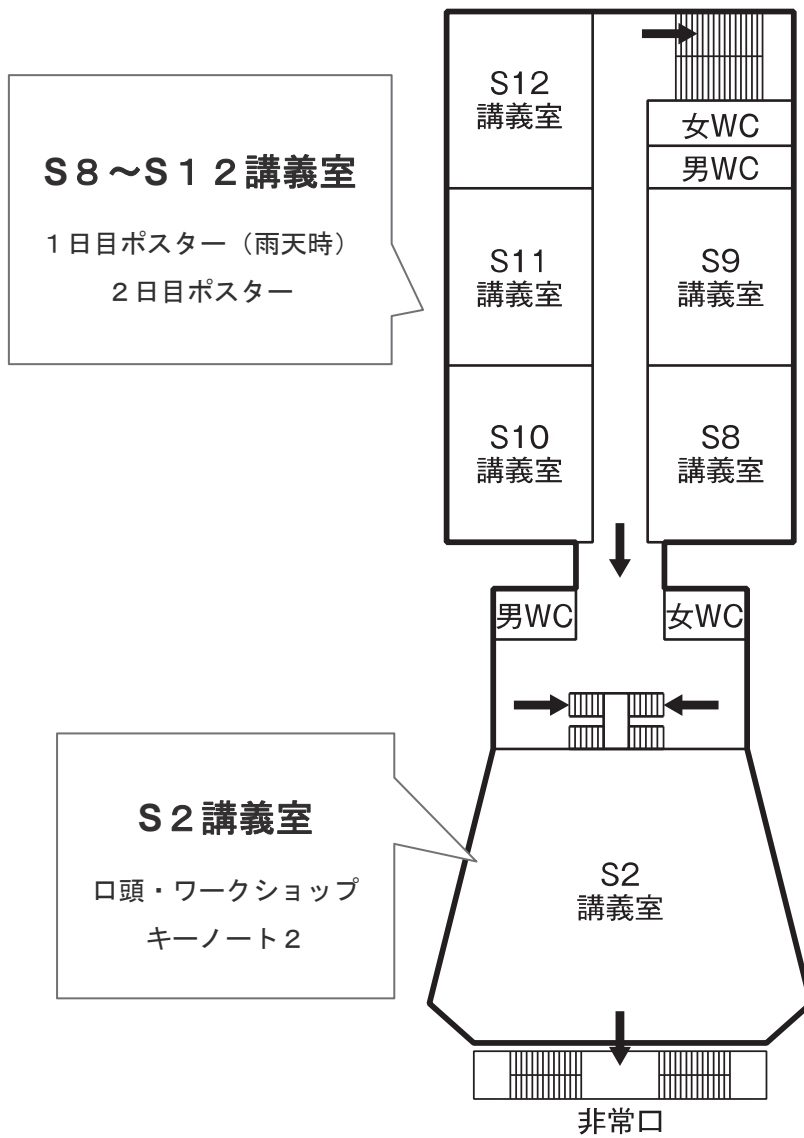 S12
講義室
女WC
男WC
S８～S１２講義室
１日目ポスター（雨天時）
２日目ポスター
S11
講義室
S9
講義室
S10
講義室
S8
講義室
男WC
女WC
S２講義室
口頭・ワークショップ
キーノート２
S2
講義室
非常口